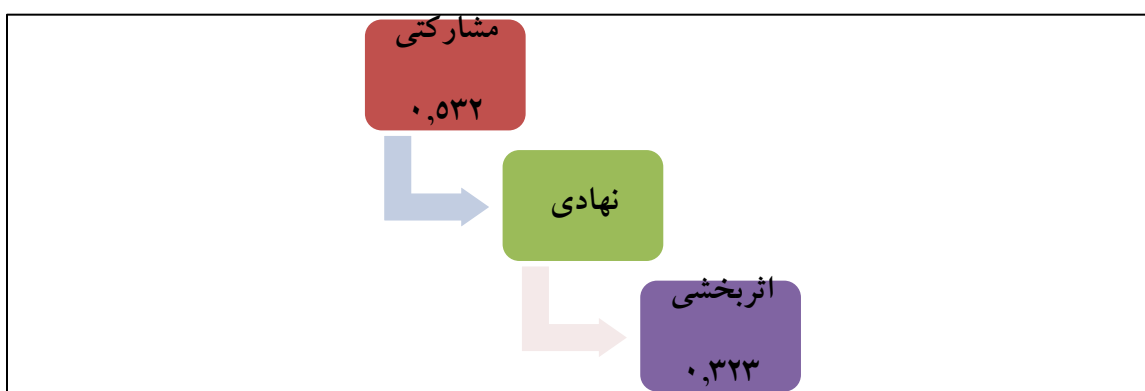 مشارکتی
۰,۵۳۲
نهادی
اثربخشی
۰,۳۲۳